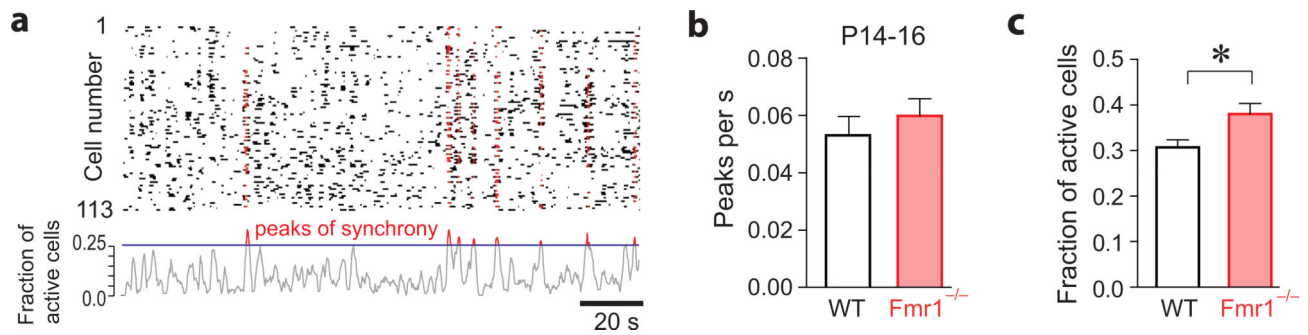 a
1
Cell number
113
peaks of synchrony
Fraction of
active cells
0.25
0.0
20 s
b
P14-16
Peaks per s
0.08
0.06
0.04
0.02
0.00
WT
Fmr1−/−
c
*
Fraction of active cells
0.5
0.4
0.3
0.2
0.1
0.0
WT
Fmr1−/−